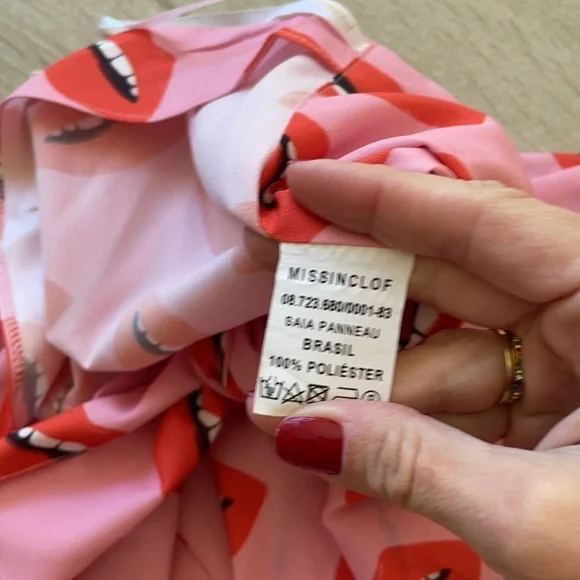 MISSINCLOF
08.723.680/0001-83
SAIA PANNEAU
BRASIL
100% POLIÉSTER